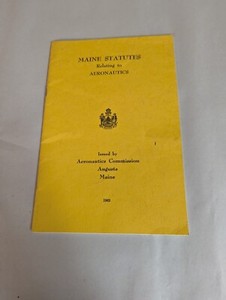 MAINE STATUTES
Relating to
AERONAUTICS
Issued by
Aeronautics Commission
Augusta
Maine